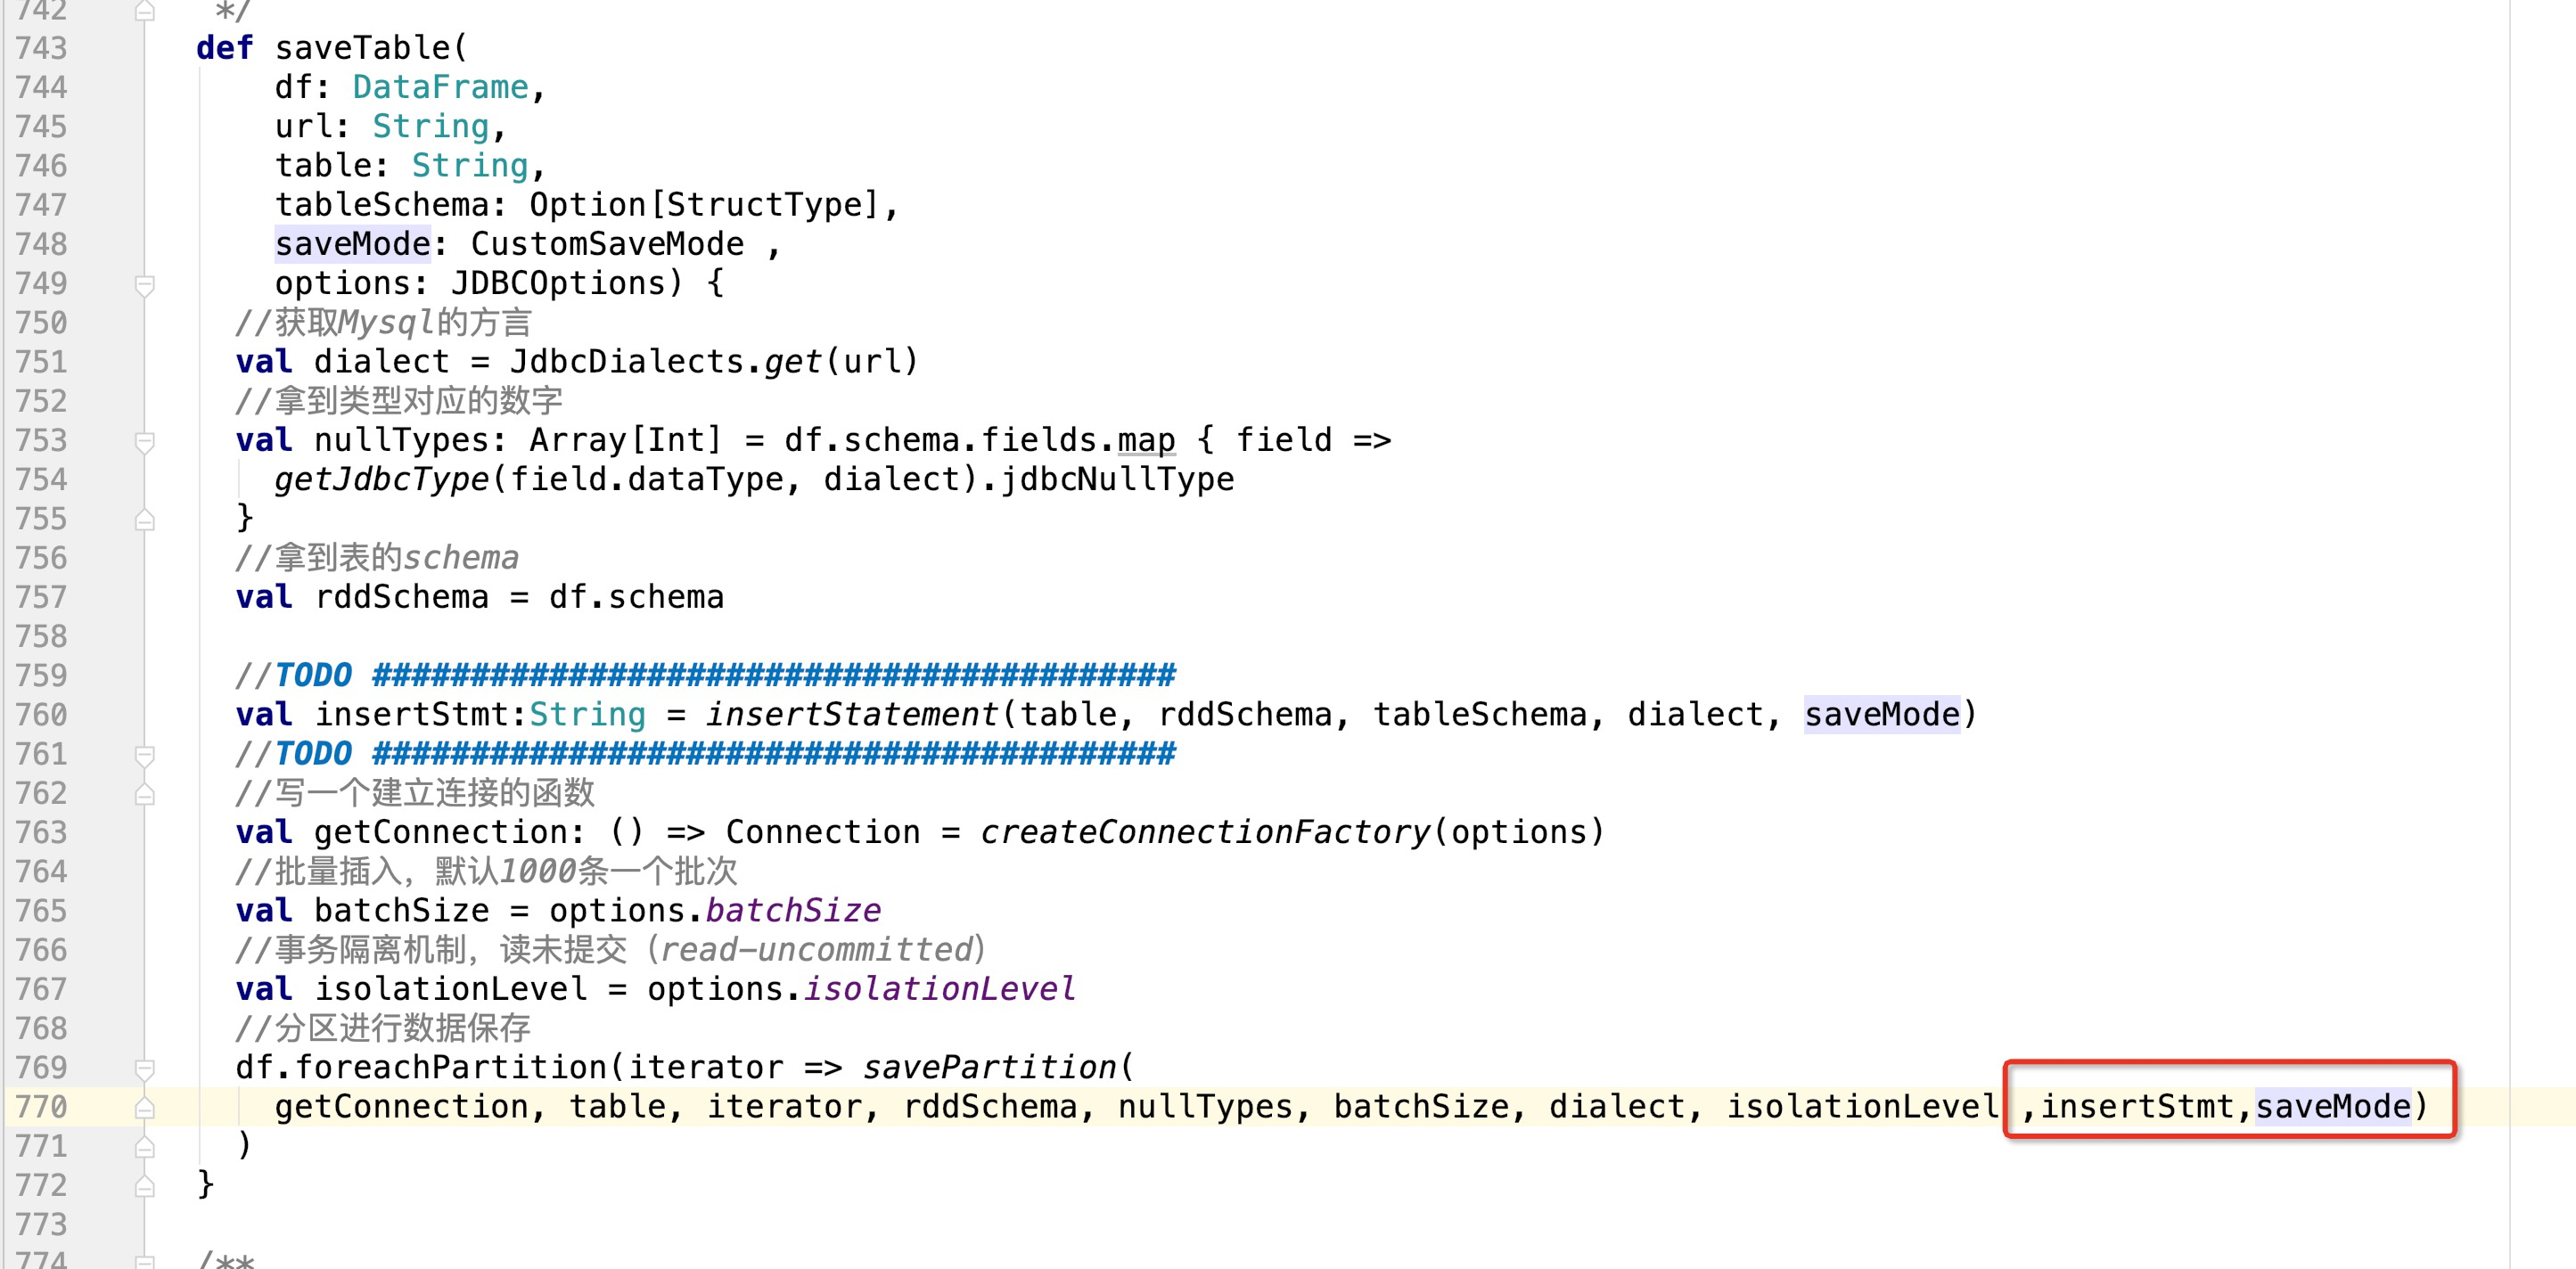 742 */
743 def saveTable(
744 df: DataFrame,
745 url: String,
746 table: String,
747 tableSchema: Option[StructType],
748 saveMode: CustomSaveMode ,
749 options: JDBCOptions) {
750 //获取Mysql的方言
751 val dialect = JdbcDialects.get(url)
752 //拿到类型对应的数字
753 val nullTypes: Array[Int] = df.schema.fields.map { field =>
754 getJdbcType(field.dataType, dialect).jdbcNullType
755 }
756 //拿到表的schema
757 val rddSchema = df.schema
758
759 //TODO #########################################
760 val insertStmt:String = insertStatement(table, rddSchema, tableSchema, dialect, saveMode)
761 //TODO #########################################
762 //写一个建立连接的函数
763 val getConnection: () => Connection = createConnectionFactory(options)
764 //批量插入，默认1000条一个批次
765 val batchSize = options.batchSize
766 //事务隔离机制，读未提交（read-uncommitted）
767 val isolationLevel = options.isolationLevel
768 //分区进行数据保存
769 df.foreachPartition(iterator => savePartition(
770 getConnection, table, iterator, rddSchema, nullTypes, batchSize, dialect, isolationLevel ,insertStmt,saveMode)
771 )
772 }
773
774 /**